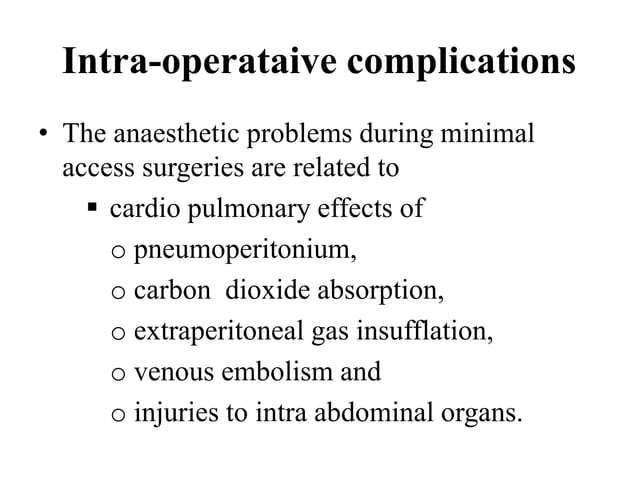 Intra-operataive complications
• The anaesthetic problems during minimal
access surgeries are related to
▪ cardio pulmonary effects of
o pneumoperitonium,
o carbon dioxide absorption,
o extraperitoneal gas insufflation,
o venous embolism and
o injuries to intra abdominal organs.